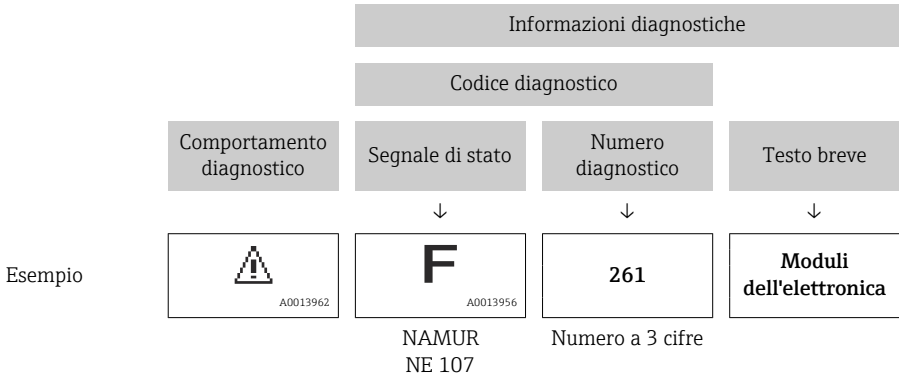 Informazioni diagnostiche
Codice diagnostico
Comportamento
diagnostico
Segnale di stato
Numero
diagnostico
Testo breve
↓ ↓ ↓
Esempio
A0013962
F
A0013956
261
Moduli
dell'elettronica
NAMUR
NE 107
Numero a 3 cifre